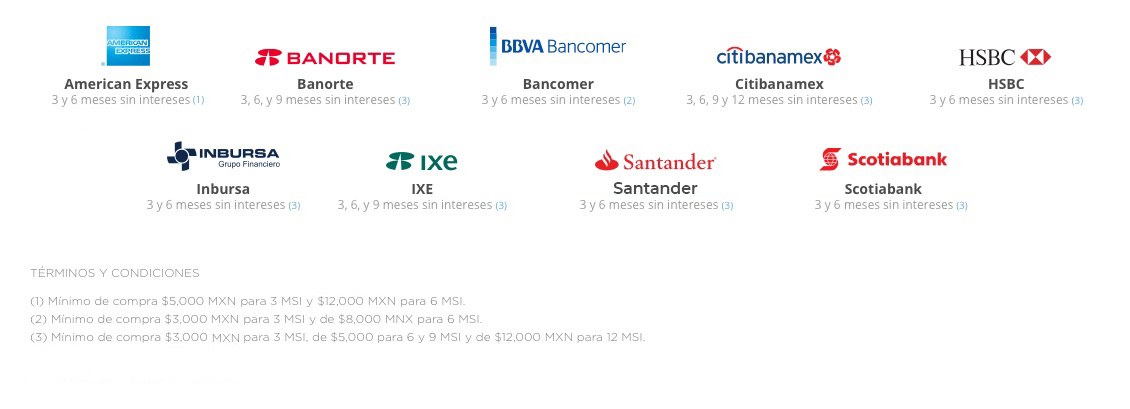 AMERICAN EXPRESS
BANORTE
BBVA Bancomer
citibanamex
HSBC
American Express
Banorte
Bancomer
Citibanamex
HSBC
3 y 6 meses sin intereses (1)
3, 6, y 9 meses sin intereses (3)
3 y 6 meses sin intereses (2)
3, 6, 9 y 12 meses sin intereses (3)
3 y 6 meses sin intereses (3)
INBURSA
Grupo Financiero
IXE
Santander
Scotiabank
Inbursa
IXE
Santander
Scotiabank
3 y 6 meses sin intereses (3)
3, 6, y 9 meses sin intereses (3)
3 y 6 meses sin intereses (3)
3 y 6 meses sin intereses (3)
TÉRMINOS Y CONDICIONES
(1) Mínimo de compra $5,000 MXN para 3 MSI y $12,000 MXN para 6 MSI.
(2) Mínimo de compra $3,000 MXN para 3 MSI y de $8,000 MNX para 6 MSI.
(3) Mínimo de compra $3,000 MXN para 3 MSI, de $5,000 para 6 y 9 MSI y de $12,000 MXN para 12 MSI.